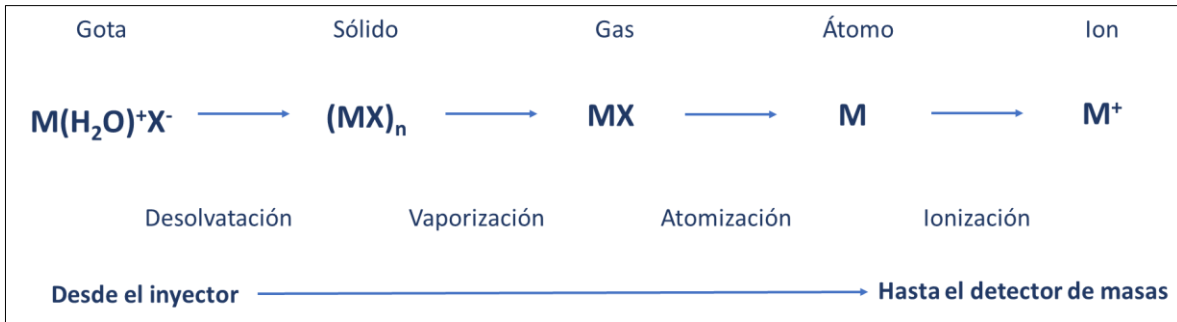 Gota Sólido Gas Átomo Ion
M(H₂O)⁺X⁻ (MX)ₙ MX M M⁺
Desolvatación Vaporización Atomización Ionización
Desde el inyector Hasta el detector de masas